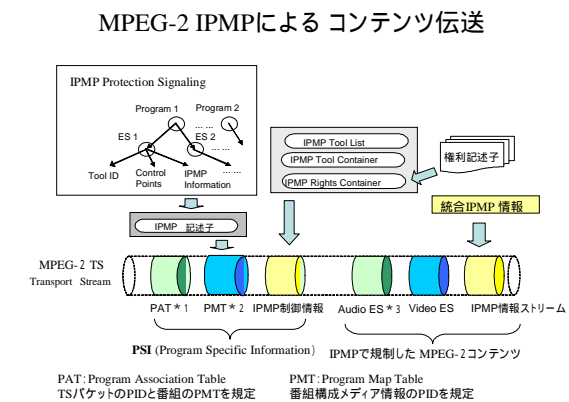 MPEG-2 IPMPによる コンテンツ伝送
IPMP Protection Signaling
Program 1
Program 2
... ...
... ...
ES 1
ES 2
... ...
Tool ID
Control Points
IPMP Information
... ...
IPMP 記述子
IPMP Tool List
IPMP Tool Container
IPMP Rights Container
権利記述子
統合IPMP 情報
MPEG-2 TS
Transport Stream
PAT*1
PMT*2
IPMP制御情報
Audio ES*3
Video ES
IPMP情報ストリーム
PSI (Program Specific Information)
IPMPで規制した MPEG-2コンテンツ
PAT:Program Association Table
TSパケットのPIDと番組のPMTを規定
PMT:Program Map Table
番組構成メディア情報のPIDを規定